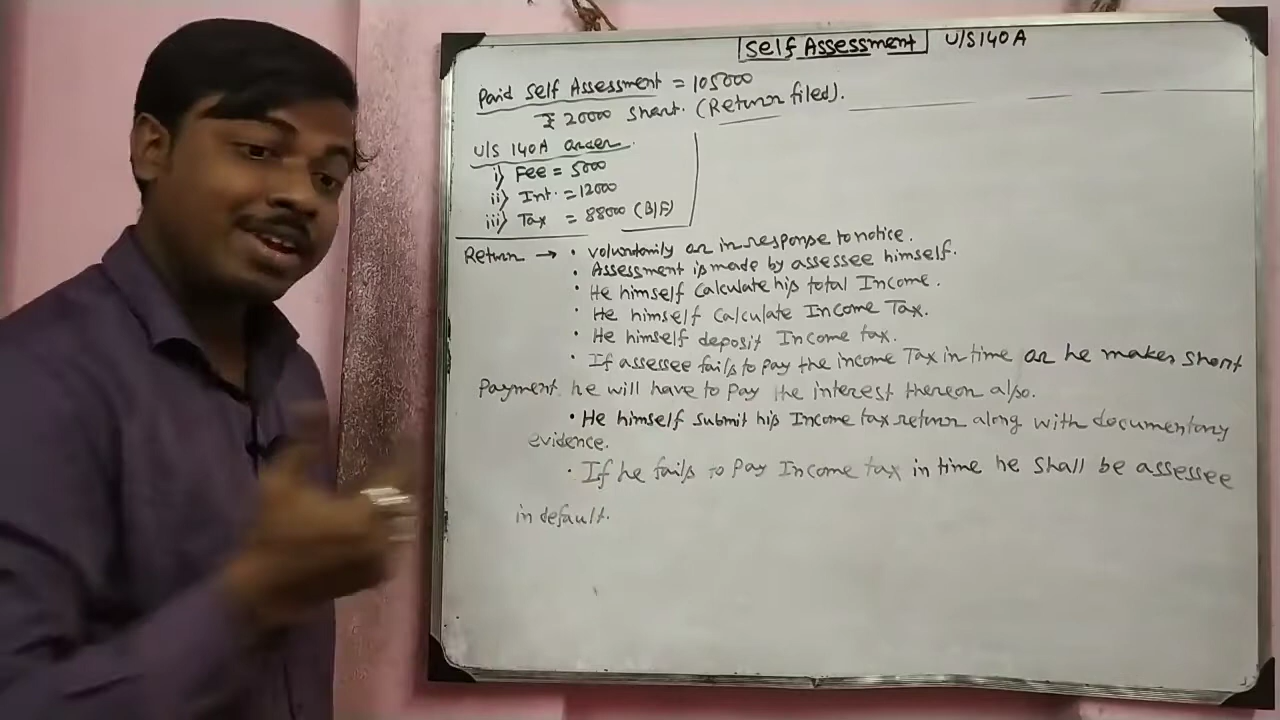 Self Assessment U/S 140A
Paid Self Assessment = 105000
₹ 20000 Short. (Return filed).
U/S 140A order.
i) Fee = 5000
ii) Int. = 12000
iii) Tax = 88000 (B/F)
Return → • voluntarily or in response to notice.
• Assessment is made by assessee himself.
• He himself calculate his total Income.
• He himself calculate Income Tax.
• He himself deposit Income tax.
• If assessee fails to pay the income Tax in time or he makes short
Payment he will have to pay the interest thereon also.
• He himself submit his Income tax return along with documentary
evidence.
• If he fails to pay Income tax in time he shall be assessee
in default.